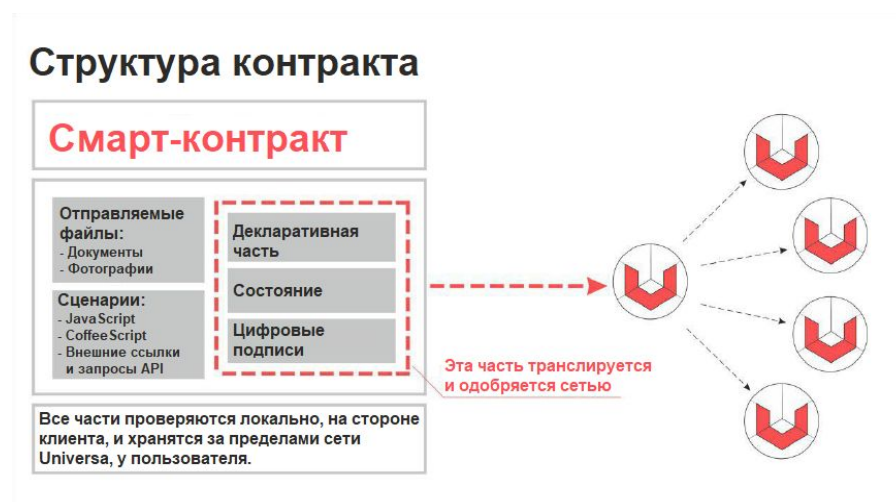 Структура контракта
Смарт-контракт
Отправляемые
файлы:
- Документы
- Фотографии
Сценарии:
- JavaScript
- CoffeeScript
- Внешние ссылки
и запросы API
Декларативная
часть
Состояние
Цифровые
подписи
Эта часть транслируется
и одобряется сетью
Все части проверяются локально, на стороне
клиента, и хранятся за пределами сети
Universa, у пользователя.